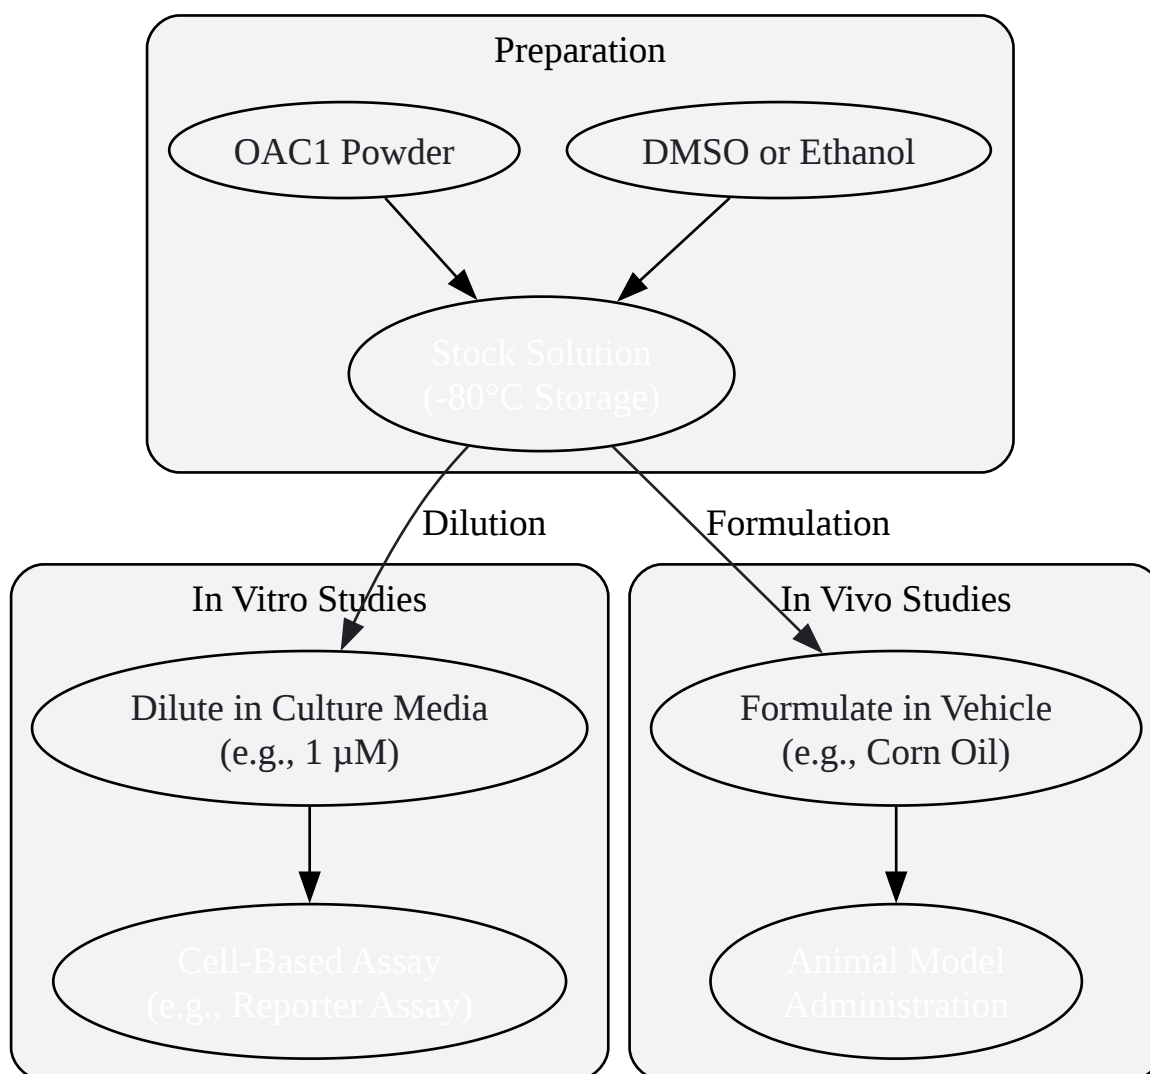 Preparation
OAC1 Powder
DMSO or Ethanol
Stock Solution
(-80°C Storage)
Dilution
Formulation
In Vitro Studies
In Vivo Studies
Dilute in Culture Media
(e.g., 1 µM)
Formulate in Vehicle
(e.g., Corn Oil)
Cell-Based Assay
(e.g., Reporter Assay)
Animal Model
Administration